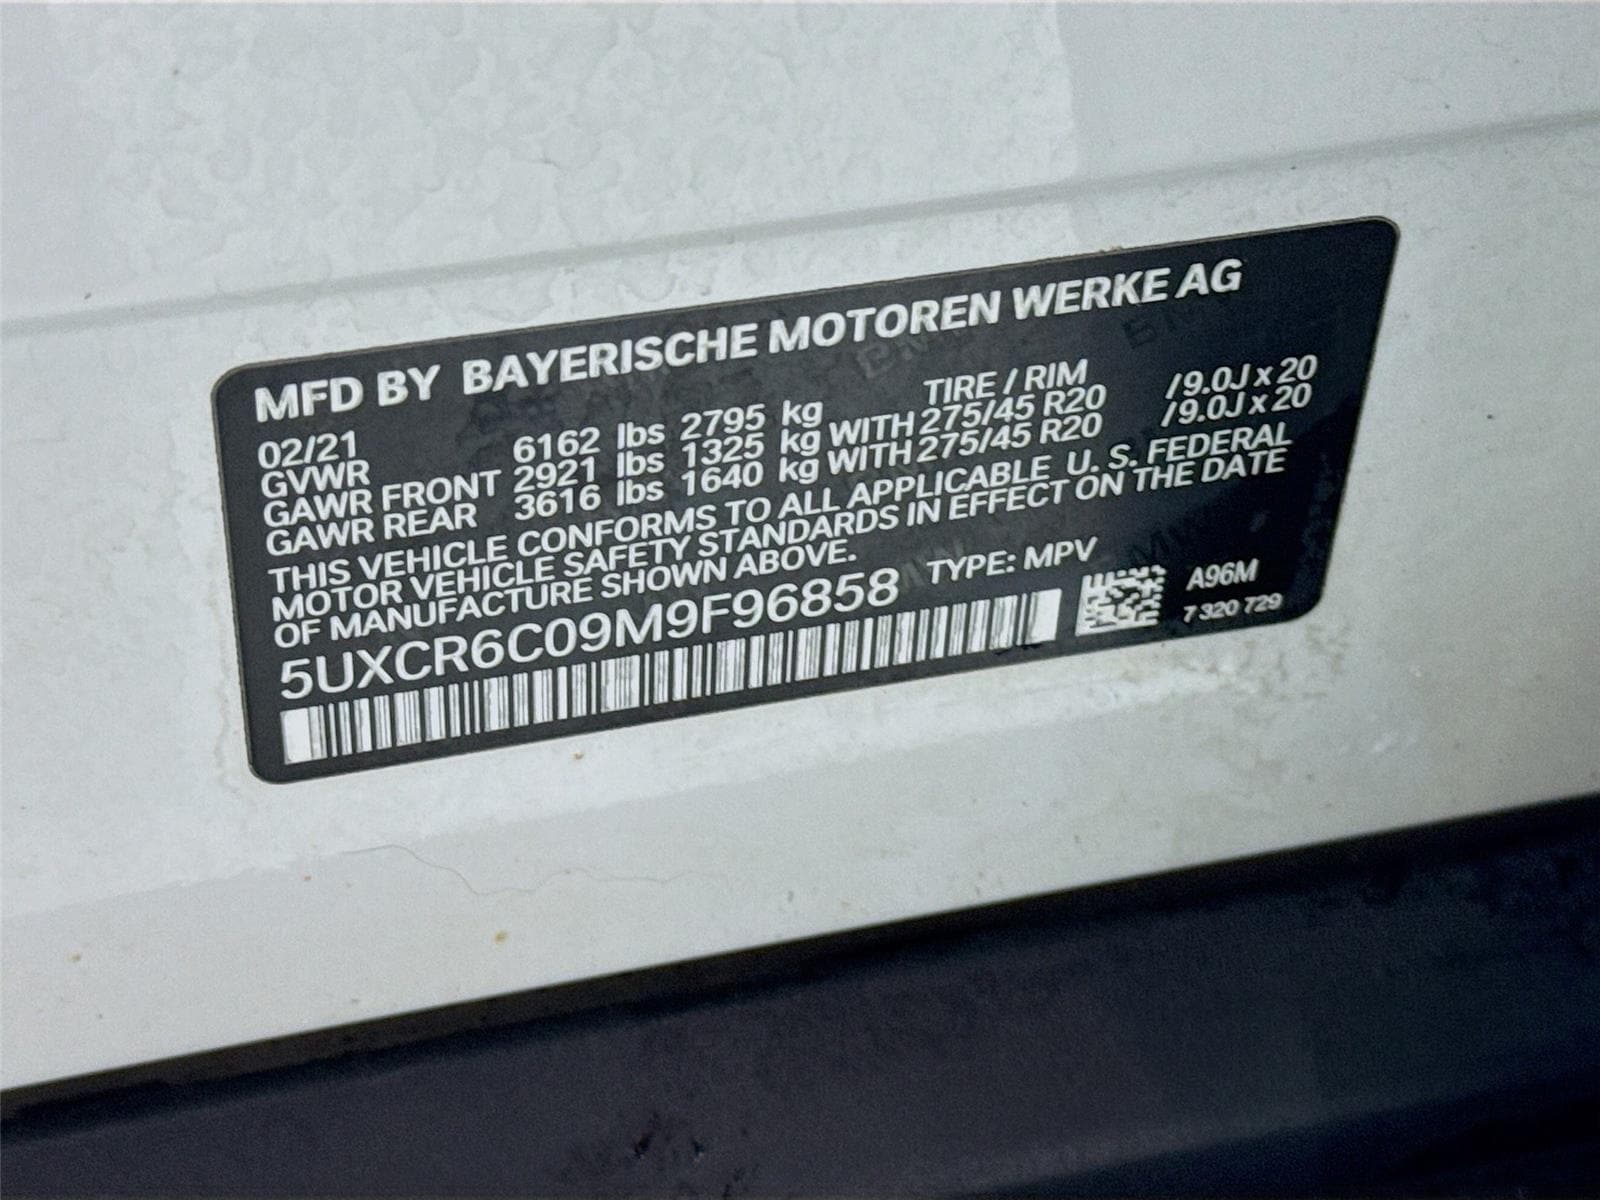 MFD BY BAYERISCHE MOTOREN WERKE AG
02/21 TIRE / RIM
GVWR 6162 lbs 2795 kg
GAWR FRONT 2921 lbs 1325 kg WITH 275/45 R20 /9.0J x 20
GAWR REAR 3616 lbs 1640 kg WITH 275/45 R20 /9.0J x 20
THIS VEHICLE CONFORMS TO ALL APPLICABLE U. S. FEDERAL
MOTOR VEHICLE SAFETY STANDARDS IN EFFECT ON THE DATE
OF MANUFACTURE SHOWN ABOVE.
5UXCR6C09M9F96858 TYPE: MPV
A96M
7 320 729